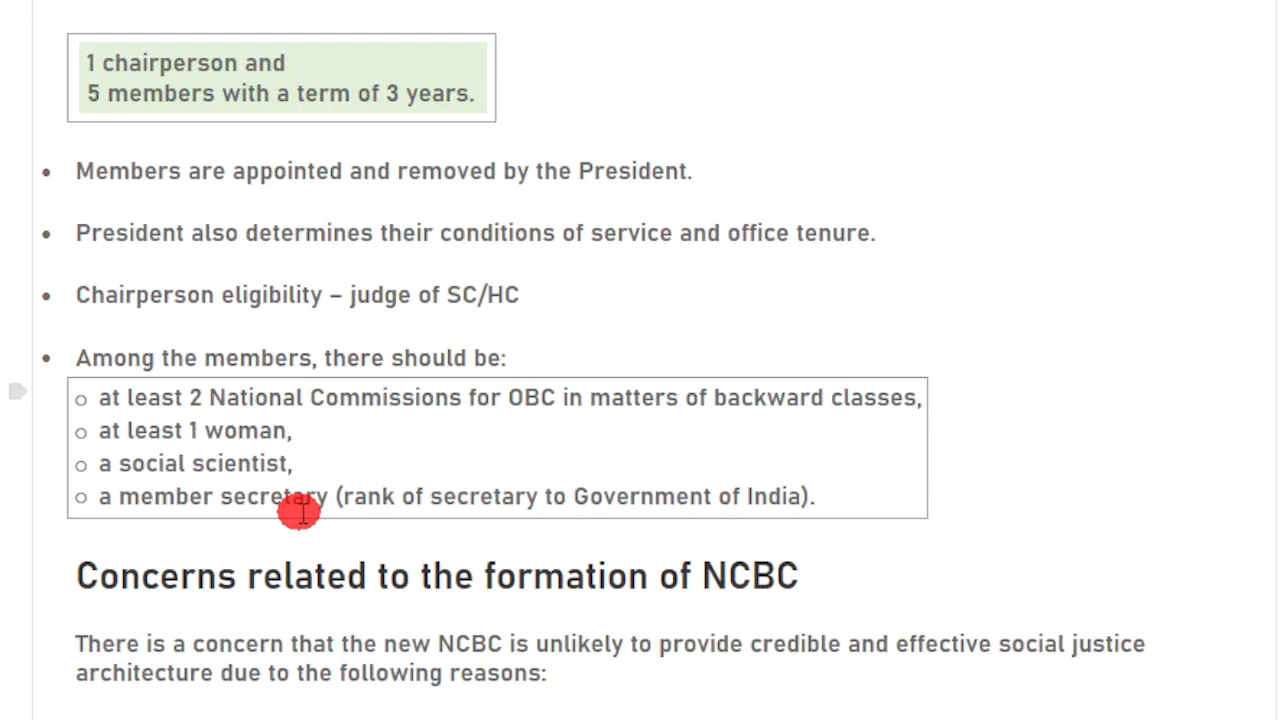 1 chairperson and
5 members with a term of 3 years.
• Members are appointed and removed by the President.
• President also determines their conditions of service and office tenure.
• Chairperson eligibility – judge of SC/HC
• Among the members, there should be:
o at least 2 National Commissions for OBC in matters of backward classes,
o at least 1 woman,
o a social scientist,
o a member secretary (rank of secretary to Government of India).
Concerns related to the formation of NCBC
There is a concern that the new NCBC is unlikely to provide credible and effective social justice
architecture due to the following reasons: